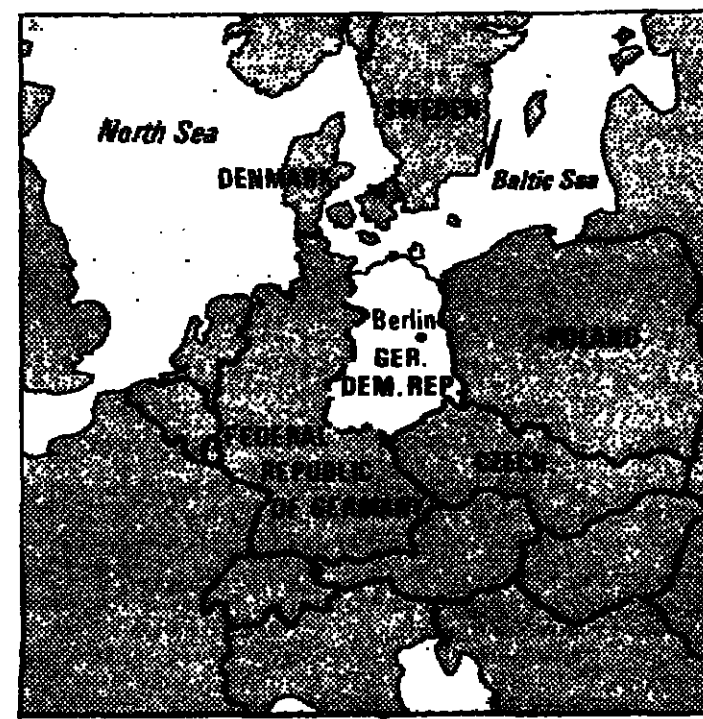 North Sea
SWEDEN
DENMARK
Baltic Sea
Berlin
GER.
DEM. REP.
POLAND
FEDERAL
REPUBLIC
OF GERMANY
CZECH.